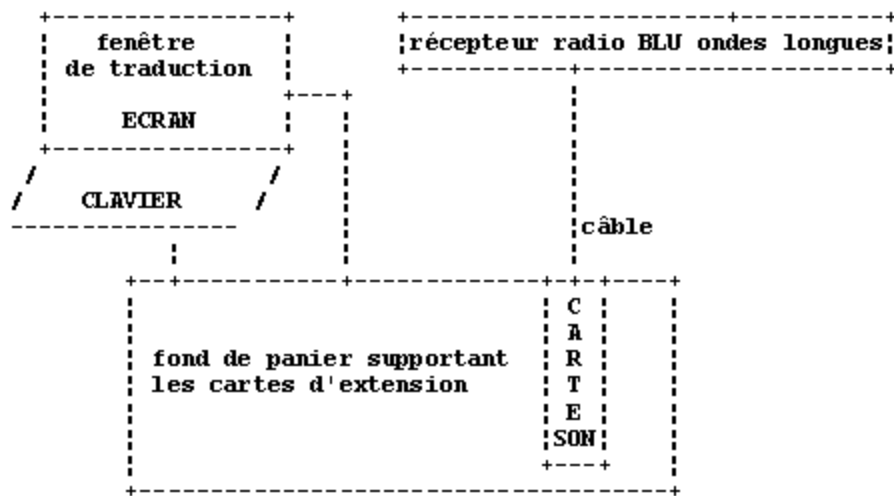 fenêtre
de traduction
ECRAN
CLAVIER
récepteur radio BLU ondes longues
câble
fond de panier supportant
les cartes d'extension
C
A
R
T
E
SON